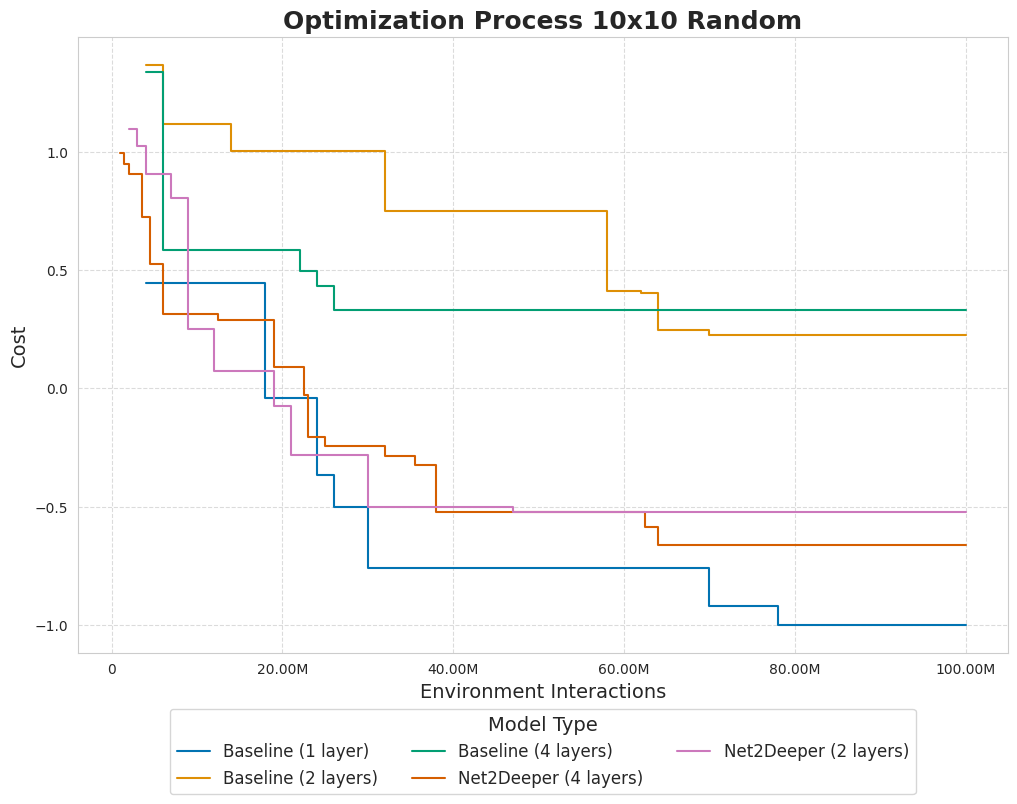 Optimization Process 10x10 Random
1.0
0.5
0.0
−0.5
−1.0
Cost
0 20.00M 40.00M 60.00M 80.00M 100.00M
Environment Interactions
Model Type
Baseline (1 layer) Baseline (4 layers) Net2Deeper (2 layers)
Baseline (2 layers) Net2Deeper (4 layers)